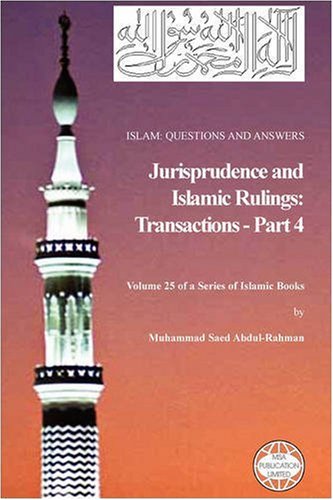 لا إله إلا الله محمد رسول الله
ISLAM: QUESTIONS AND ANSWERS
Jurisprudence and
Islamic Rulings:
Transactions - Part 4
Volume 25 of a Series of Islamic Books
by
Muhammad Saed Abdul-Rahman
MSA
PUBLICATION
LIMITED